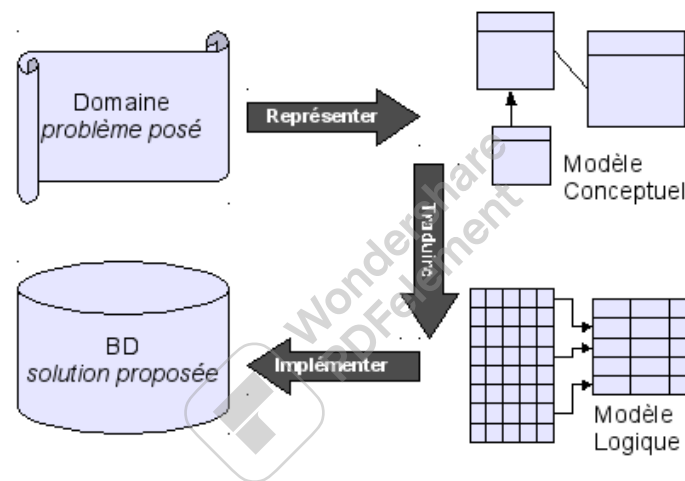 Domaine
problème posé
Représenter
Modèle
Conceptuel
Traduire
BD
solution proposée
Implémenter
Modèle
Logique
Wondershare
PDFelement